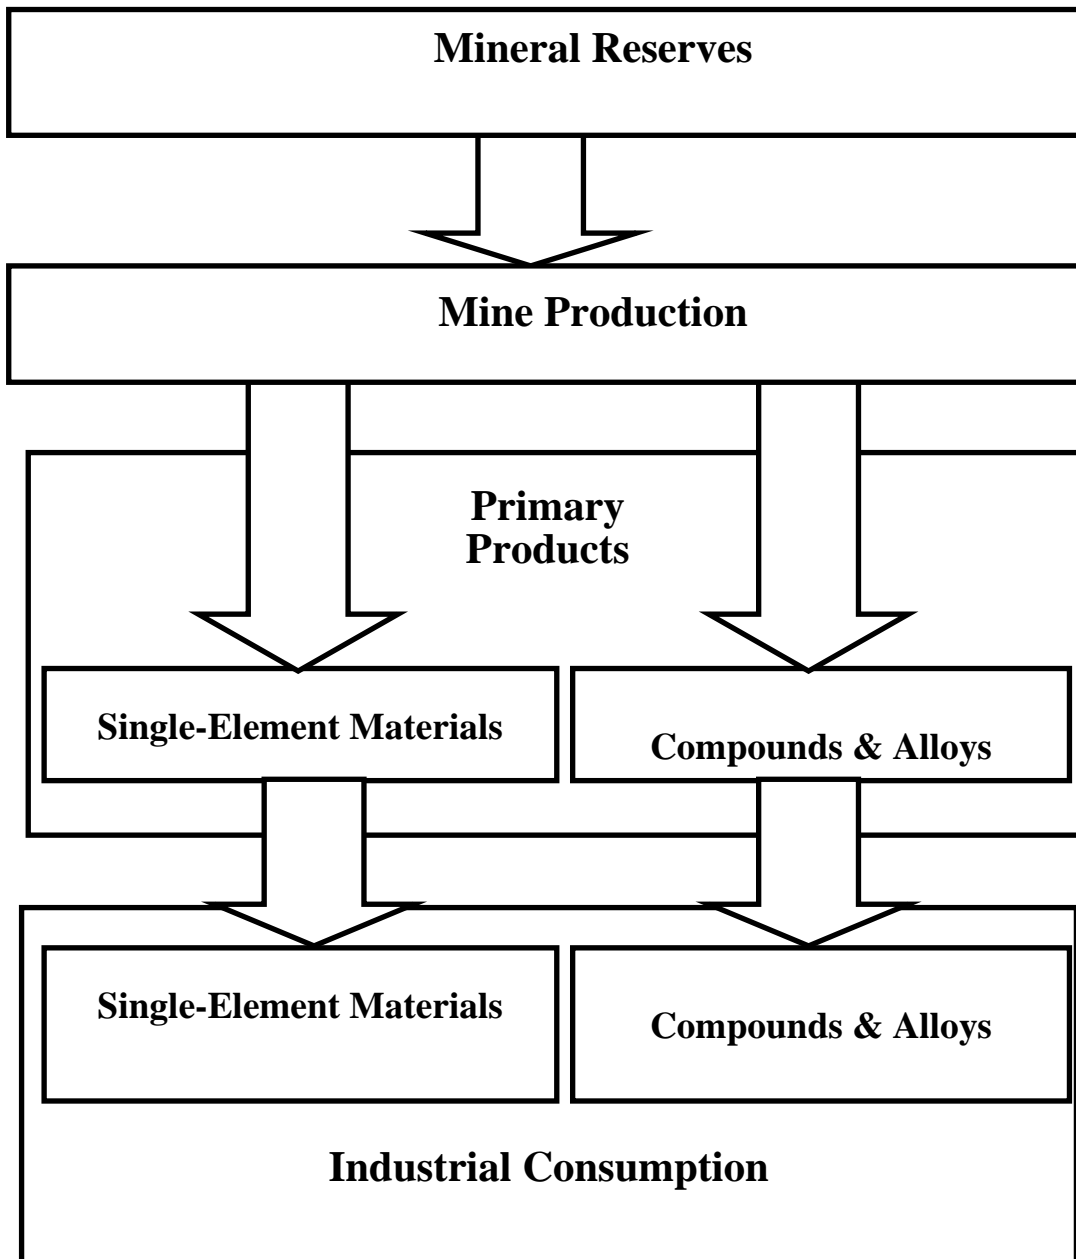 Mineral Reserves
Mine Production
Primary
Products
Single-Element Materials
Compounds & Alloys
Single-Element Materials
Compounds & Alloys
Industrial Consumption